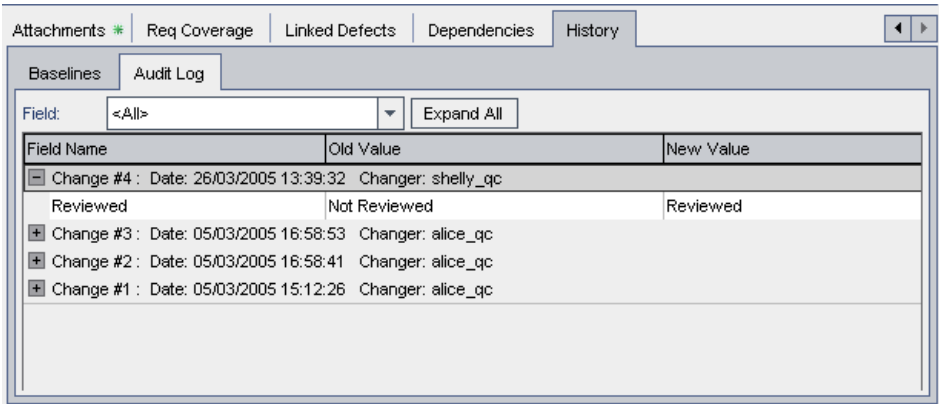 Attachments * Req Coverage Linked Defects Dependencies History
Baselines Audit Log
Field: <All> Expand All
Field Name Old Value New Value
Change #4 : Date: 26/03/2005 13:39:32 Changer: shelly_qc
Reviewed Not Reviewed Reviewed
Change #3 : Date: 05/03/2005 16:58:53 Changer: alice_qc
Change #2 : Date: 05/03/2005 16:58:41 Changer: alice_qc
Change #1 : Date: 05/03/2005 15:12:26 Changer: alice_qc